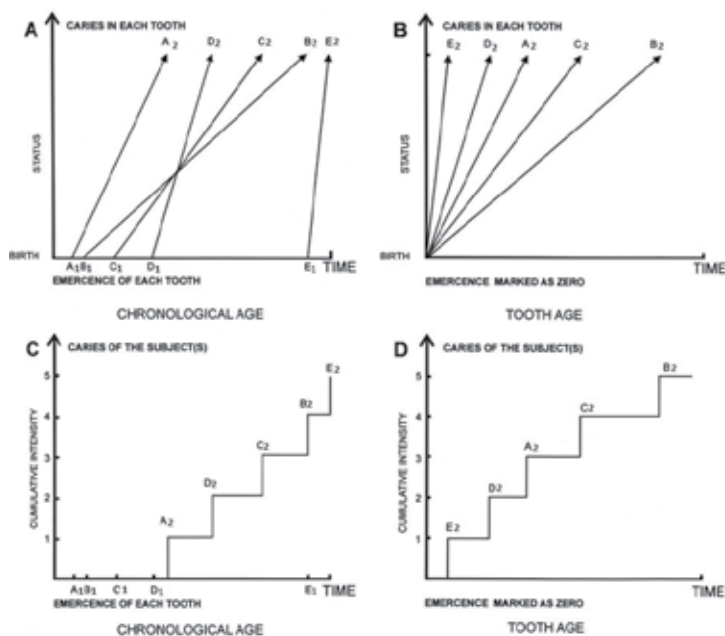 A CARIES IN EACH TOOTH
A2 D2 C2 B2 E2
STATUS
BIRTH
A1 B1 C1 D1 E1 TIME
EMERCENCE OF EACH TOOTH
CHRONOLOGICAL AGE
B CARIES IN EACH TOOTH
E2 D2 A2 C2 B2
STATUS
BIRTH
TIME
EMERCENCE MARKED AS ZERO
TOOTH AGE
C CARIES OF THE SUBJECT(S)
E2
5
B2
4
C2
3
D2
2
A2
1
CUMULATIVE INTENSITY
A1 B1 C1 D1 E1 TIME
EMERCENCE OF EACH TOOTH
CHRONOLOGICAL AGE
D CARIES OF THE SUBJECT(S)
B2
5
C2
4
A2
3
D2
2
E2
1
CUMULATIVE INTENSITY
TIME
EMERCENCE MARKED AS ZERO
TOOTH AGE